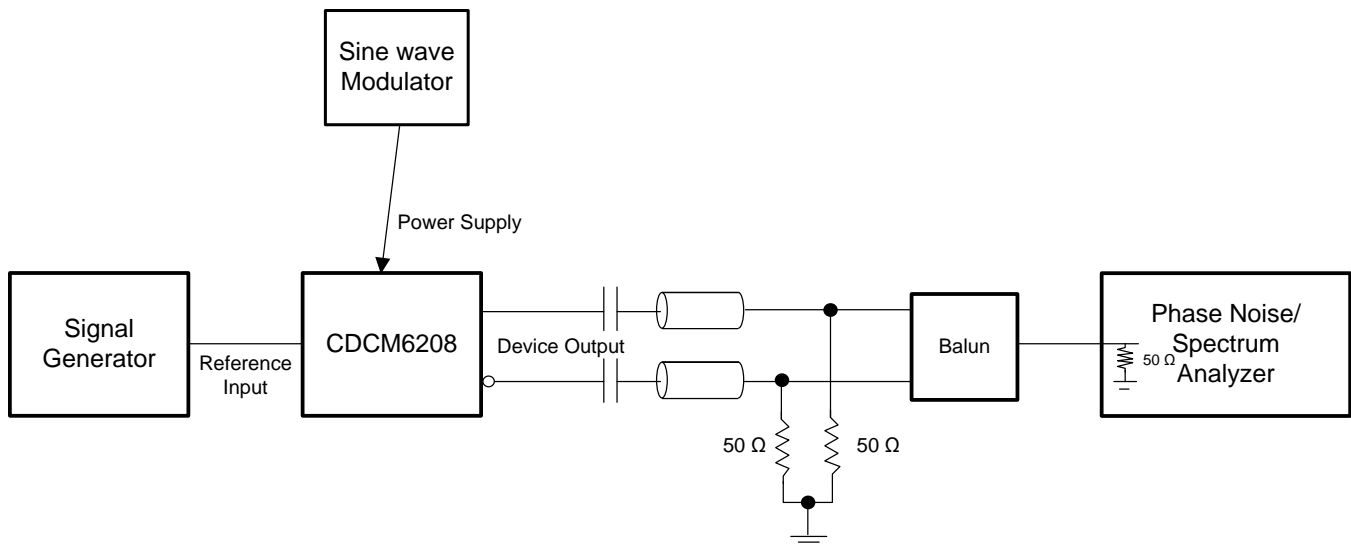 Sine wave
Modulator
Power Supply
Signal
Generator
Reference
Input
CDCM6208
Device Output
Balun
Phase Noise/
Spectrum
Analyzer
50 Ω
50 Ω
50 Ω